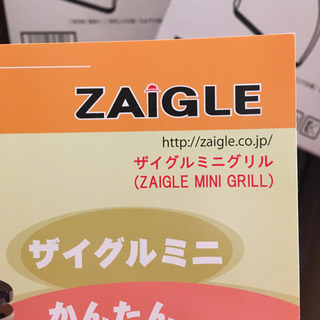 ZAIGLE
http://zaigle.co.jp/
ザイグルミニグリル
(ZAIGLE MINI GRILL)
ザイグルミニ
かんたん